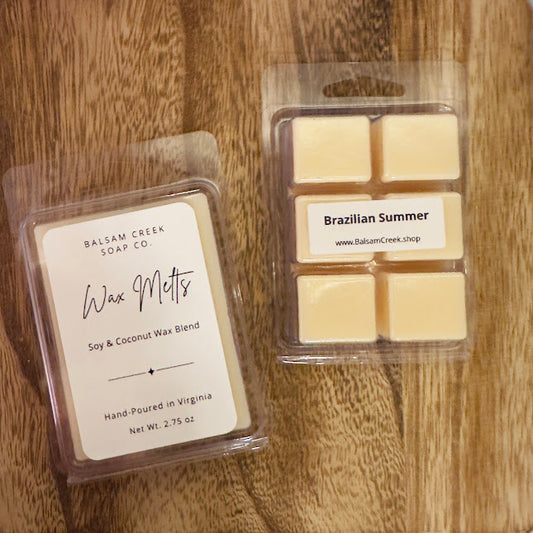 BALSAM CREEK
SOAP CO.
Wax Melts
Soy & Coconut Wax Blend
Hand-Poured in Virginia
Net Wt. 2.75 oz
Brazilian Summer
www.BalsamCreek.shop